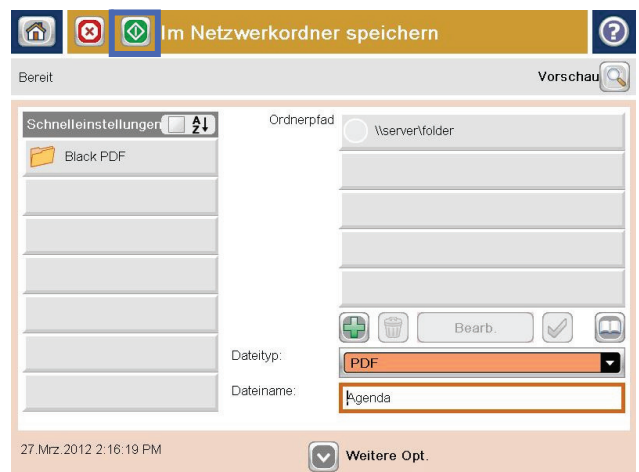 Im Netzwerkordner speichern
Bereit
Vorschau
Schnelleinstellungen
Ordnerpfad
\\server\folder
Black PDF
Bearb.
Dateityp:
PDF
Dateiname:
Agenda
27.Mrz.2012 2:16:19 PM
Weitere Opt.